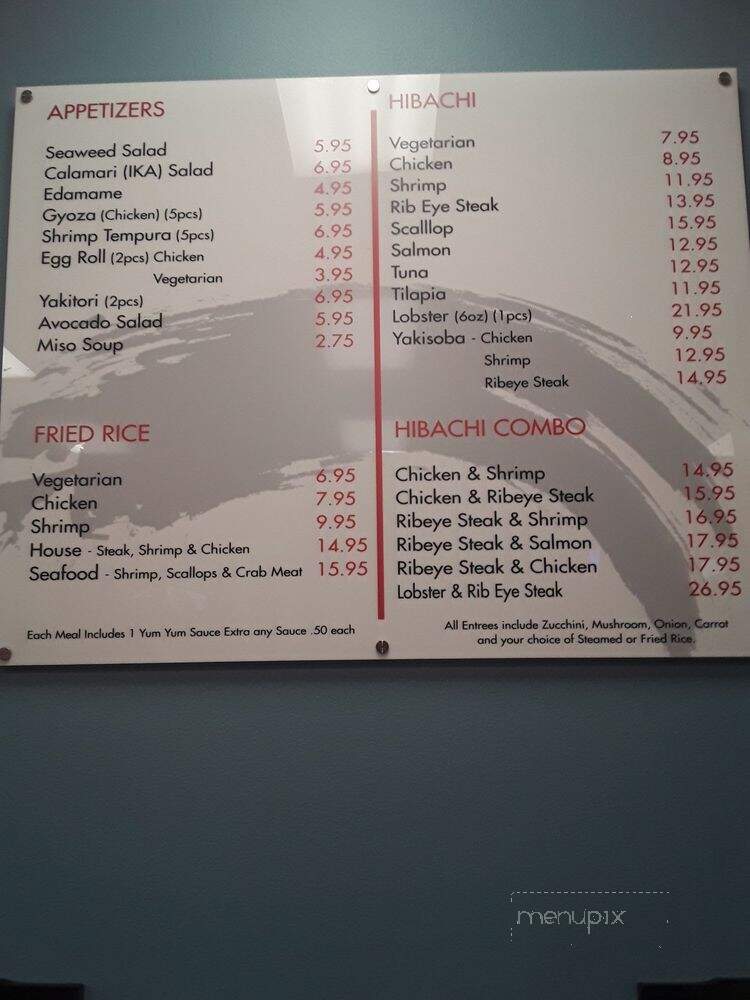 APPETIZERS
Seaweed Salad 5.95
Calamari (IKA) Salad 6.95
Edamame 4.95
Gyoza (Chicken) (5pcs) 5.95
Shrimp Tempura (5pcs) 6.95
Egg Roll (2pcs) Chicken 4.95
Vegetarian 3.95
Yakitori (2pcs) 6.95
Avocado Salad 5.95
Miso Soup 2.75
FRIED RICE
Vegetarian 6.95
Chicken 7.95
Shrimp 9.95
House - Steak, Shrimp & Chicken 14.95
Seafood - Shrimp, Scallops & Crab Meat 15.95
Each Meal Includes 1 Yum Yum Sauce Extra any Sauce .50 each
HIBACHI
Vegetarian 7.95
Chicken 8.95
Shrimp 11.95
Rib Eye Steak 13.95
Scalllop 15.95
Salmon 12.95
Tuna 12.95
Tilapia 11.95
Lobster (6oz) (1pcs) 21.95
Yakisoba - Chicken 9.95
Shrimp 12.95
Ribeye Steak 14.95
HIBACHI COMBO
Chicken & Shrimp 14.95
Chicken & Ribeye Steak 15.95
Ribeye Steak & Shrimp 16.95
Ribeye Steak & Salmon 17.95
Ribeye Steak & Chicken 17.95
Lobster & Rib Eye Steak 26.95
All Entrees include Zucchini, Mushroom, Onion, Carrot
and your choice of Steamed or Fried Rice.
menupix